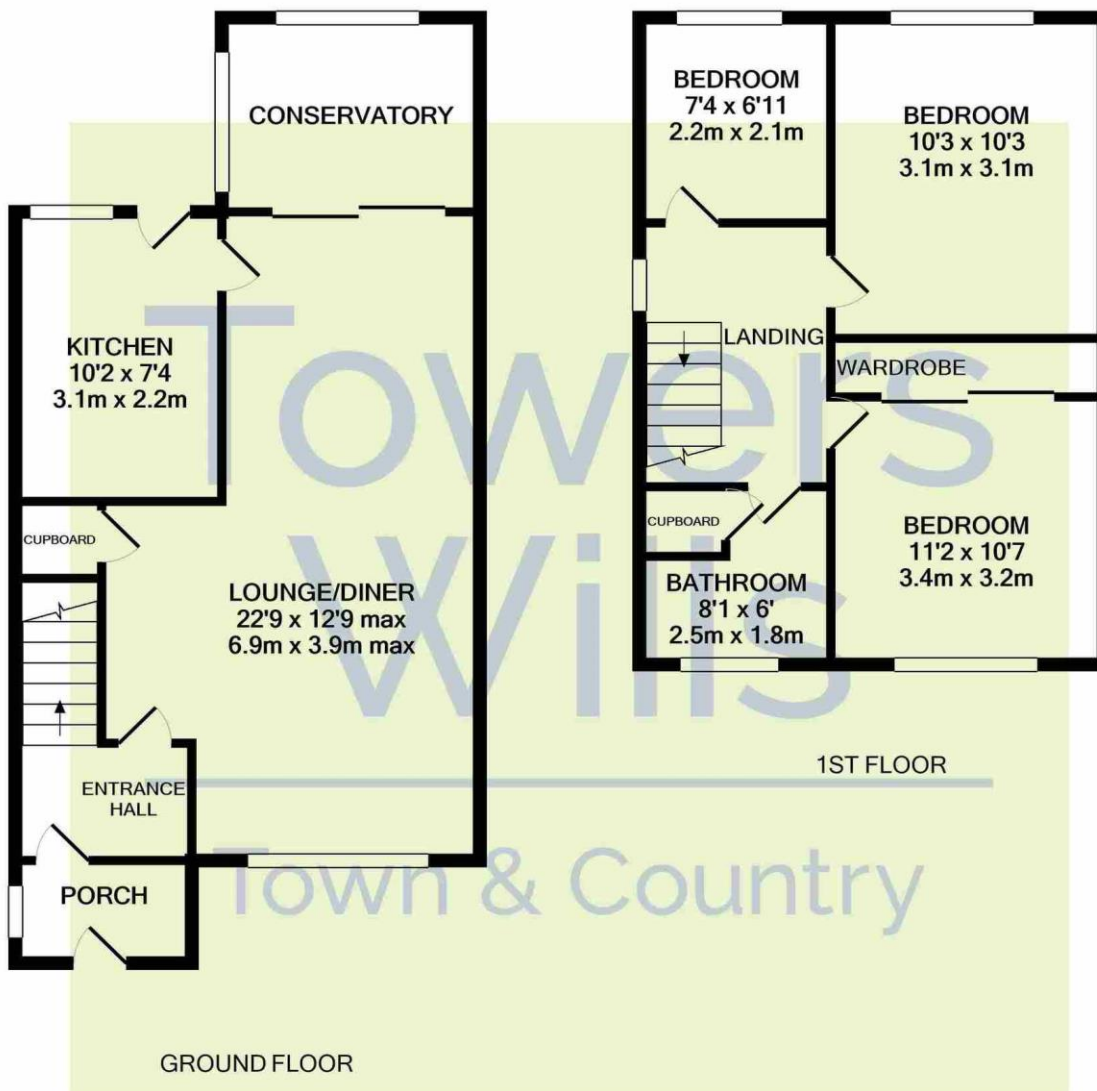 CONSERVATORY
KITCHEN
10'2 x 7'4
3.1m x 2.2m
CUPBOARD
LOUNGE/DINER
22'9 x 12'9 max
6.9m x 3.9m max
ENTRANCE
HALL
PORCH
GROUND FLOOR
BEDROOM
7'4 x 6'11
2.2m x 2.1m
BEDROOM
10'3 x 10'3
3.1m x 3.1m
LANDING
WARDROBE
CUPBOARD
BATHROOM
8'1 x 6'
2.5m x 1.8m
BEDROOM
11'2 x 10'7
3.4m x 3.2m
1ST FLOOR
Towers
Wills
Town & Country